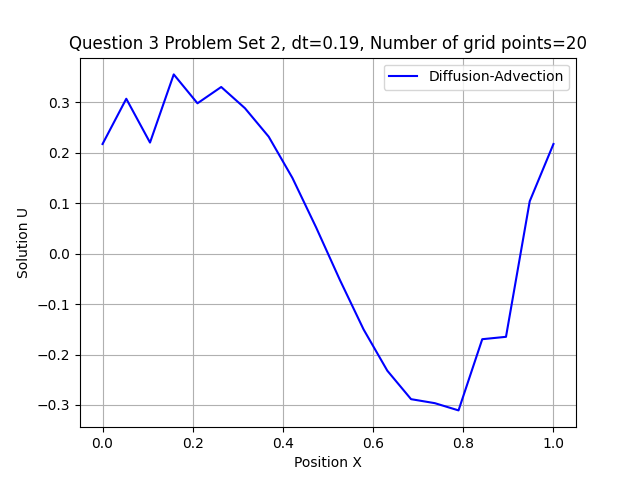 Question 3 Problem Set 2, dt=0.19, Number of grid points=20
Diffusion-Advection
Solution U
0.3
0.2
0.1
0.0
−0.1
−0.2
−0.3
0.0 0.2 0.4 0.6 0.8 1.0
Position X